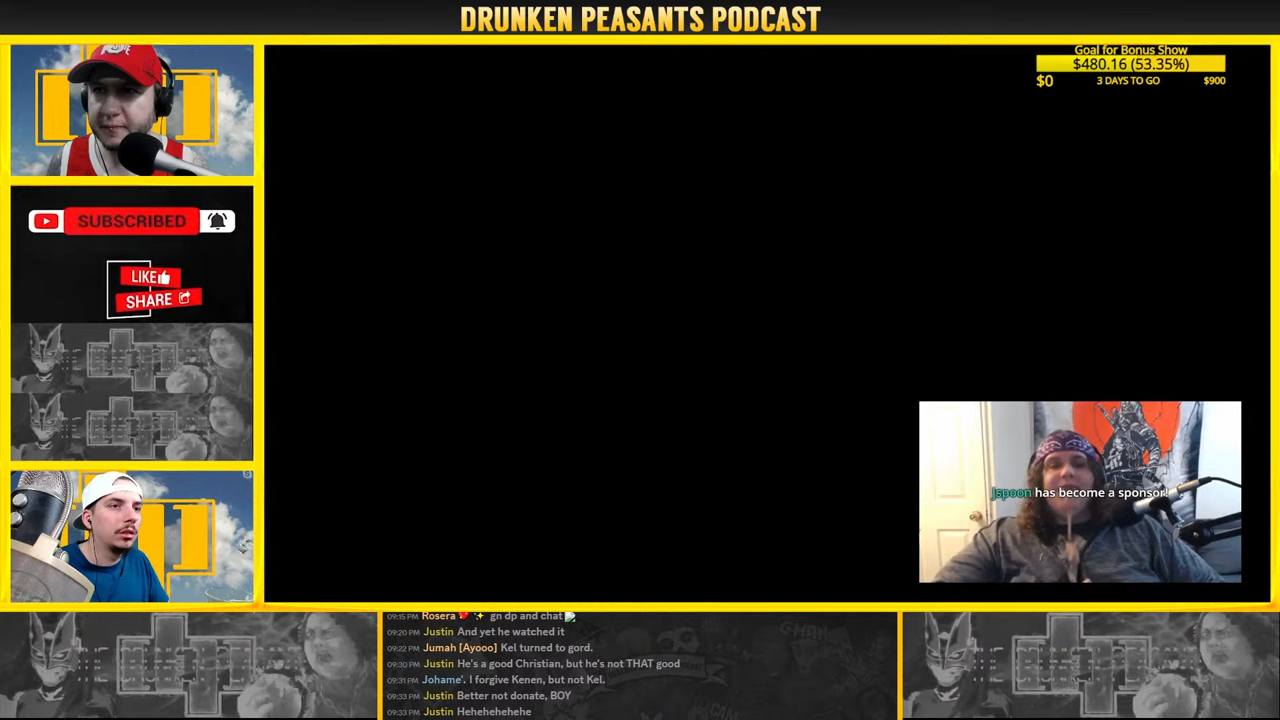 DRUNKEN PEASANTS PODCAST
Goal for Bonus Show
$480.16 (53.35%)
$0 3 DAYS TO GO $900
SUBSCRIBED
LIKE
SHARE
jspoon has become a sponsor!
09:15 PM Rosera gn dp and chat
09:20 PM Justin And yet he watched it
09:22 PM Jumah [Ayooo] Kel turned to gord.
09:30 PM Justin He's a good Christian, but he's not THAT good
09:31 PM Johame'. I forgive Kenen, but not Kel.
09:33 PM Justin Better not donate, BOY
09:33 PM Justin Hehehehehehe